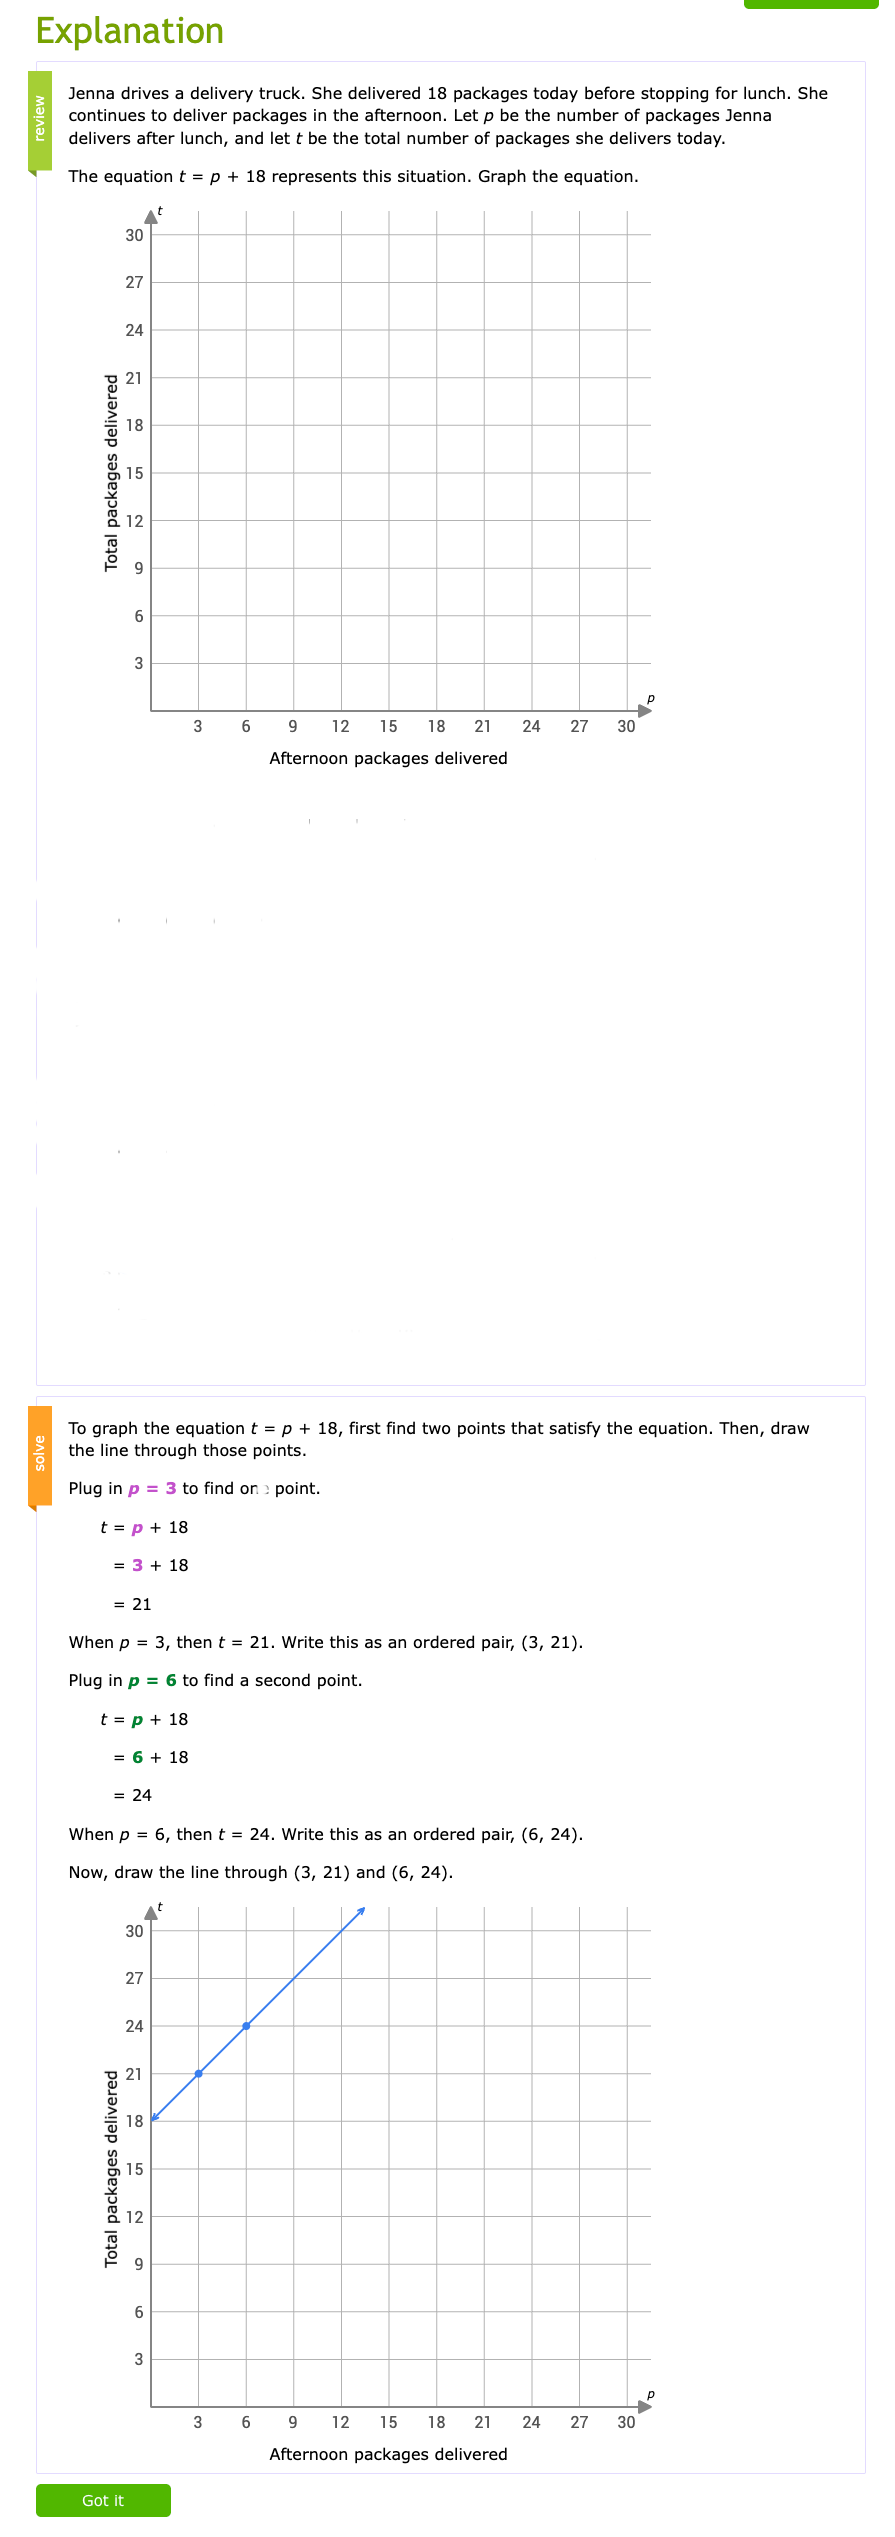 Explanation
review
Jenna drives a delivery truck. She delivered 18 packages today before stopping for lunch. She
continues to deliver packages in the afternoon. Let p be the number of packages Jenna
delivers after lunch, and let t be the total number of packages she delivers today.
The equation t = p + 18 represents this situation. Graph the equation.
t
30
27
24
21
18
15
12
9
6
3
Total packages delivered
p
3 6 9 12 15 18 21 24 27 30
Afternoon packages delivered
solve
To graph the equation t = p + 18, first find two points that satisfy the equation. Then, draw
the line through those points.
Plug in p = 3 to find one point.
t = p + 18
= 3 + 18
= 21
When p = 3, then t = 21. Write this as an ordered pair, (3, 21).
Plug in p = 6 to find a second point.
t = p + 18
= 6 + 18
= 24
When p = 6, then t = 24. Write this as an ordered pair, (6, 24).
Now, draw the line through (3, 21) and (6, 24).
t
30
27
24
21
18
15
12
9
6
3
Total packages delivered
p
3 6 9 12 15 18 21 24 27 30
Afternoon packages delivered
Got it